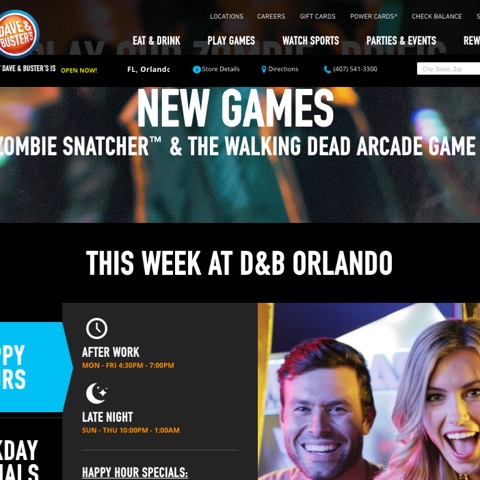 DAVE & BUSTER'S
LOCATIONS CAREERS GIFT CARDS POWER CARDS® CHECK BALANCE
EAT & DRINK PLAY GAMES WATCH SPORTS PARTIES & EVENTS REW
DAVE & BUSTER'S IS OPEN NOW! FL, Orlando Store Details Directions (407) 541-3300 City, State, Zip
NEW GAMES
ZOMBIE SNATCHER™ & THE WALKING DEAD ARCADE GAME
THIS WEEK AT D&B ORLANDO
PPY
URS
AFTER WORK
MON - FRI 4:30PM - 7:00PM
LATE NIGHT
SUN - THU 10:00PM - 1:00AM
KDAY
IALS
HAPPY HOUR SPECIALS: